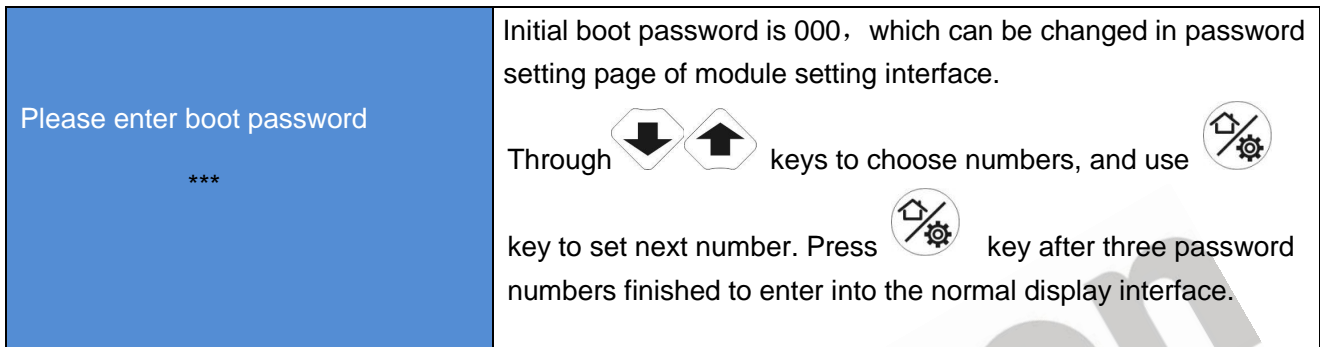 Please enter boot password
***
Initial boot password is 000，which can be changed in password
setting page of module setting interface.
Through keys to choose numbers, and use
key to set next number. Press key after three password
numbers finished to enter into the normal display interface.